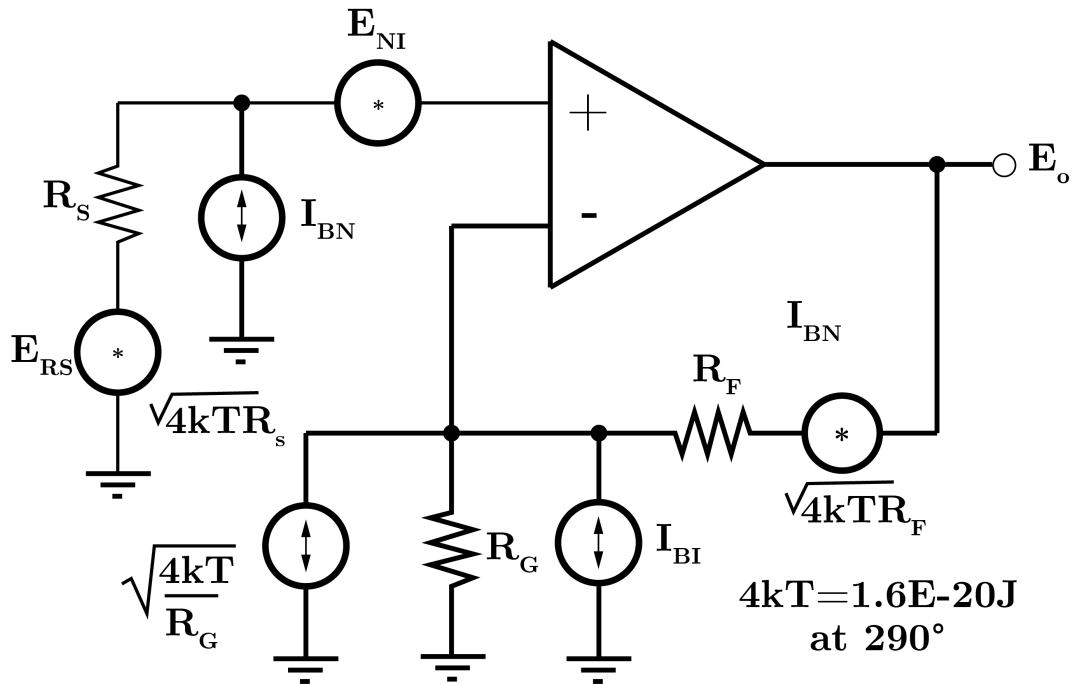 E_NI
+
E_o
R_S
I_BN
-
I_BN
E_RS
*
*
√4kTR_s
R_F
*
√4kTR_F
R_G
I_BI
√4kT/R_G
4kT=1.6E-20J
at 290°